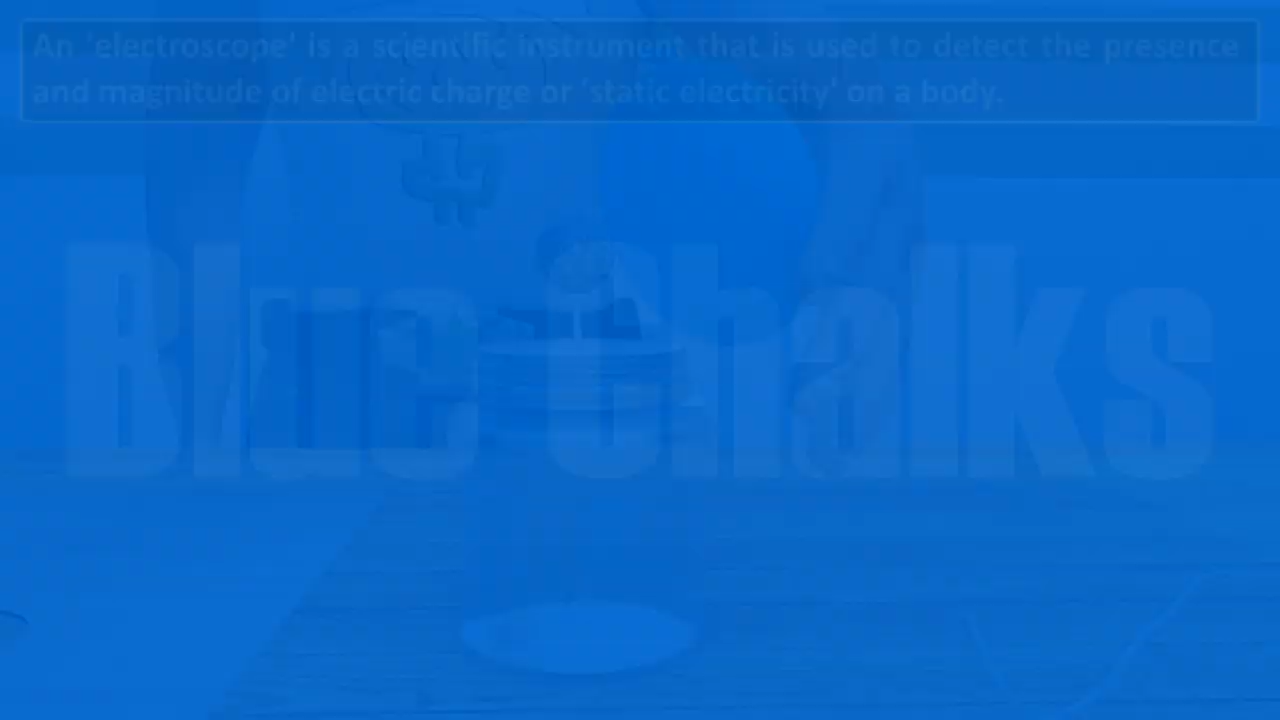 An 'electroscope' is a scientific instrument that is used to detect the presence
and magnitude of electric charge or 'static electricity' on a body.
Blue Chalks